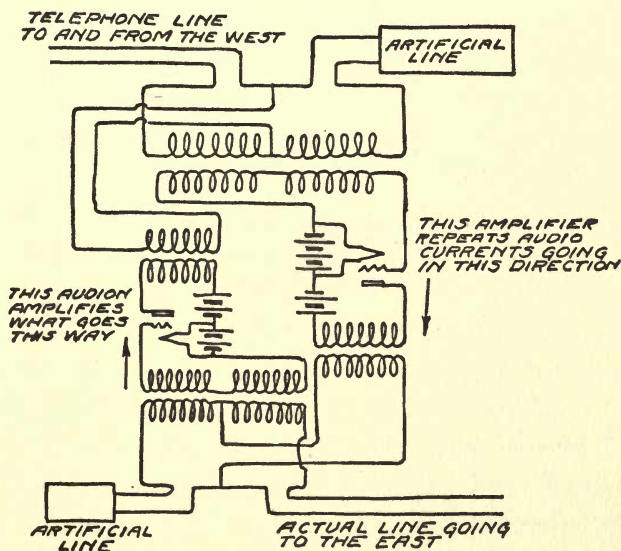 TELEPHONE LINE
TO AND FROM THE WEST
ARTIFICIAL
LINE
THIS AMPLIFIER
REPEATS AUDIO
CURRENTS GOING
IN THIS DIRECTION
THIS AUDION
AMPLIFIES
WHAT GOES
THIS WAY
ARTIFICIAL
LINE
ACTUAL LINE GOING
TO THE EAST